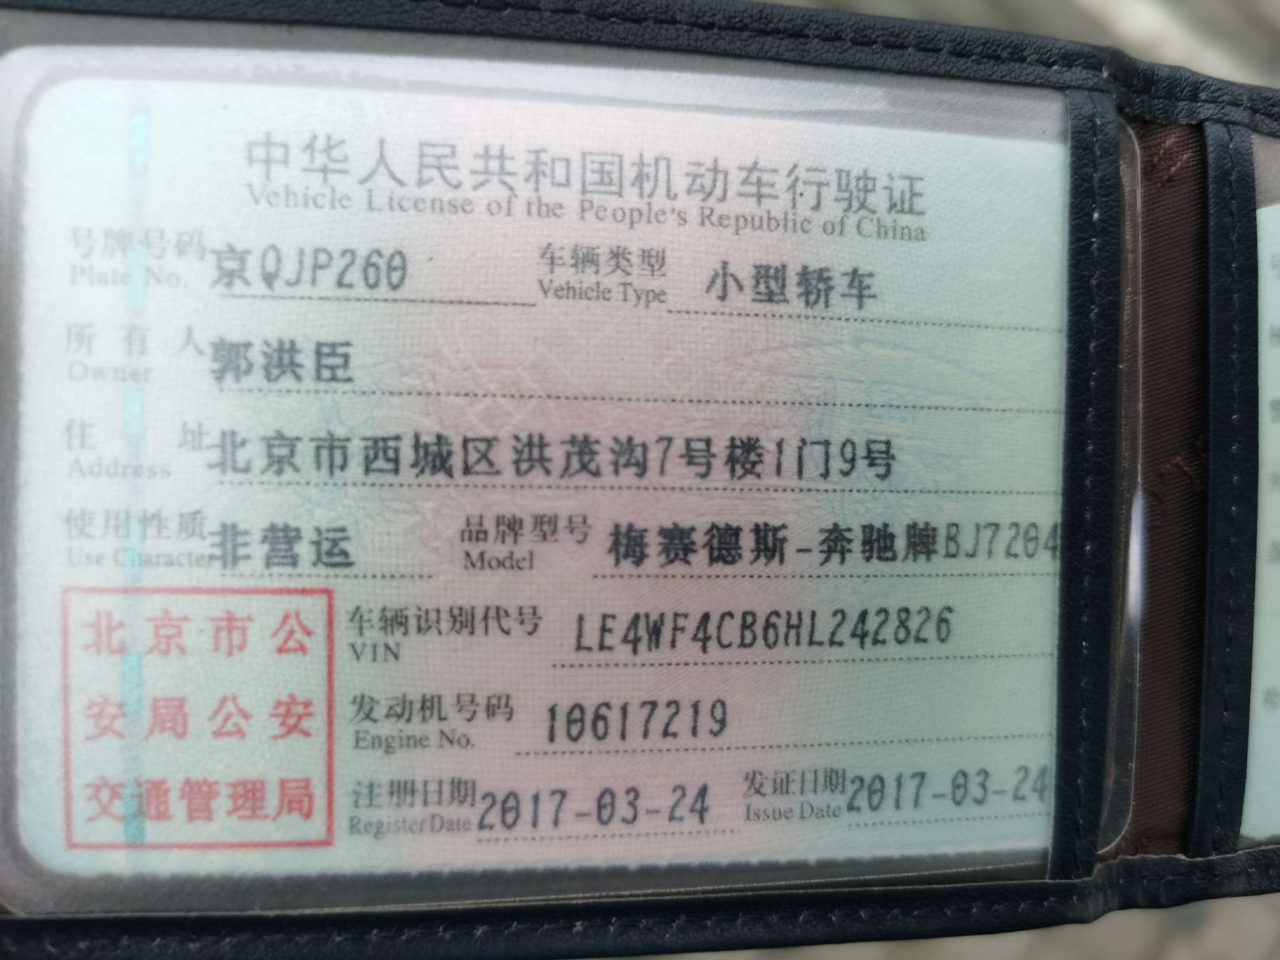 中华人民共和国机动车行驶证
Vehicle License of the People's Republic of China
号牌号码 京QJP260 车辆类型 小型轿车
Plate No. Vehicle Type
所有人 郭洪臣
Owner
住址 北京市西城区洪茂沟7号楼1门9号
Address
使用性质 非营运 品牌型号 梅赛德斯-奔驰牌BJ7204
Use Character Model
北京市公
安局公安
交通管理局
车辆识别代号 LE4WF4CB6HL242826
VIN
发动机号码 10617219
Engine No.
注册日期 2017-03-24 发证日期 2017-03-24
Register Date Issue Date